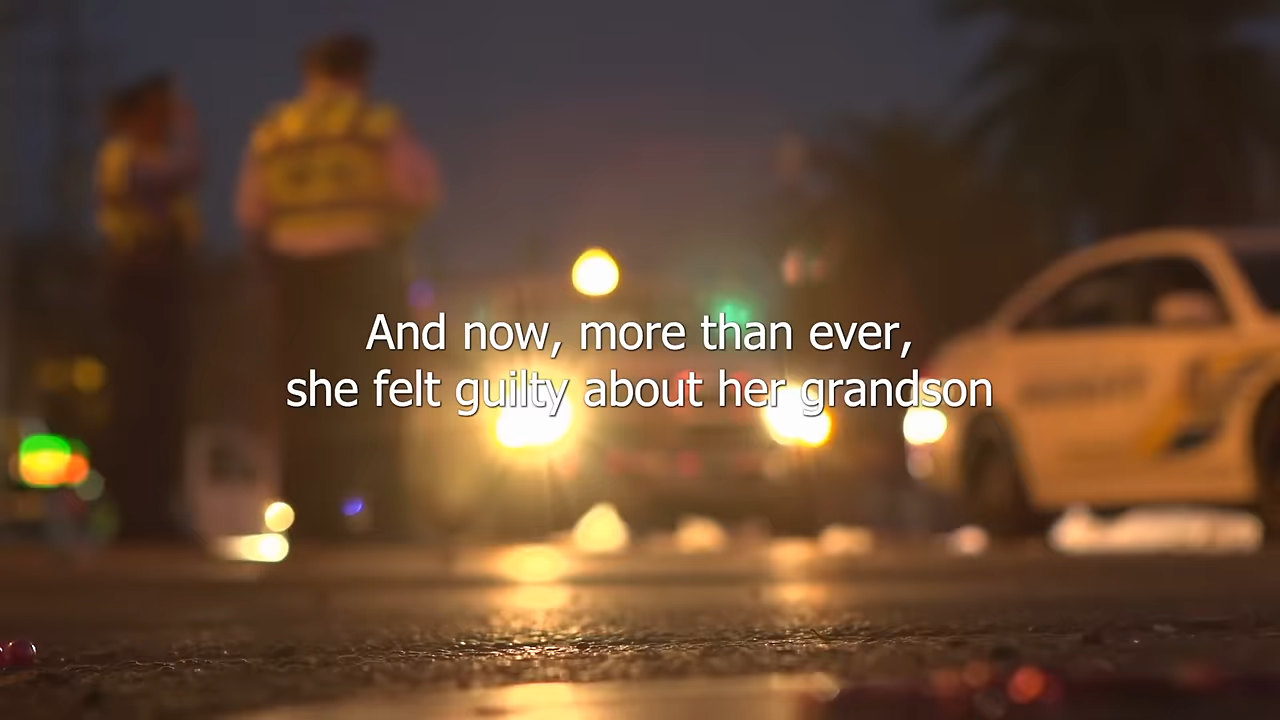 And now, more than ever,
she felt guilty about her grandson